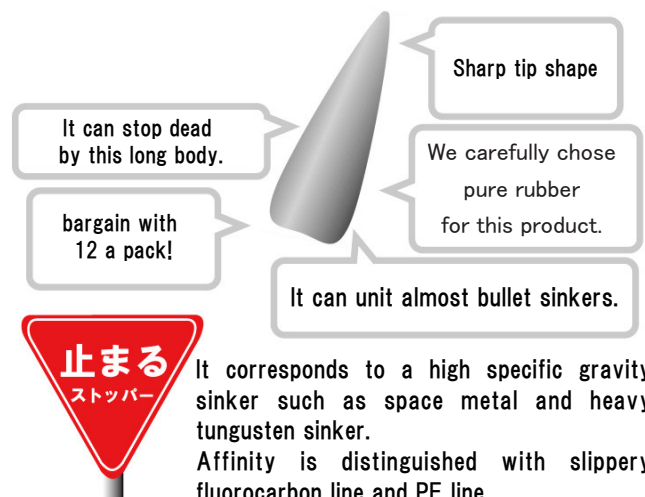 Sharp tip shape
It can stop dead
by this long body.
We carefully chose
pure rubber
for this product.
bargain with
12 a pack!
It can unit almost bullet sinkers.
止まる
ストッパー
It corresponds to a high specific gravity
sinker such as space metal and heavy
tungusten sinker.
Affinity is distinguished with slippery
fluorocarbon line and PE line